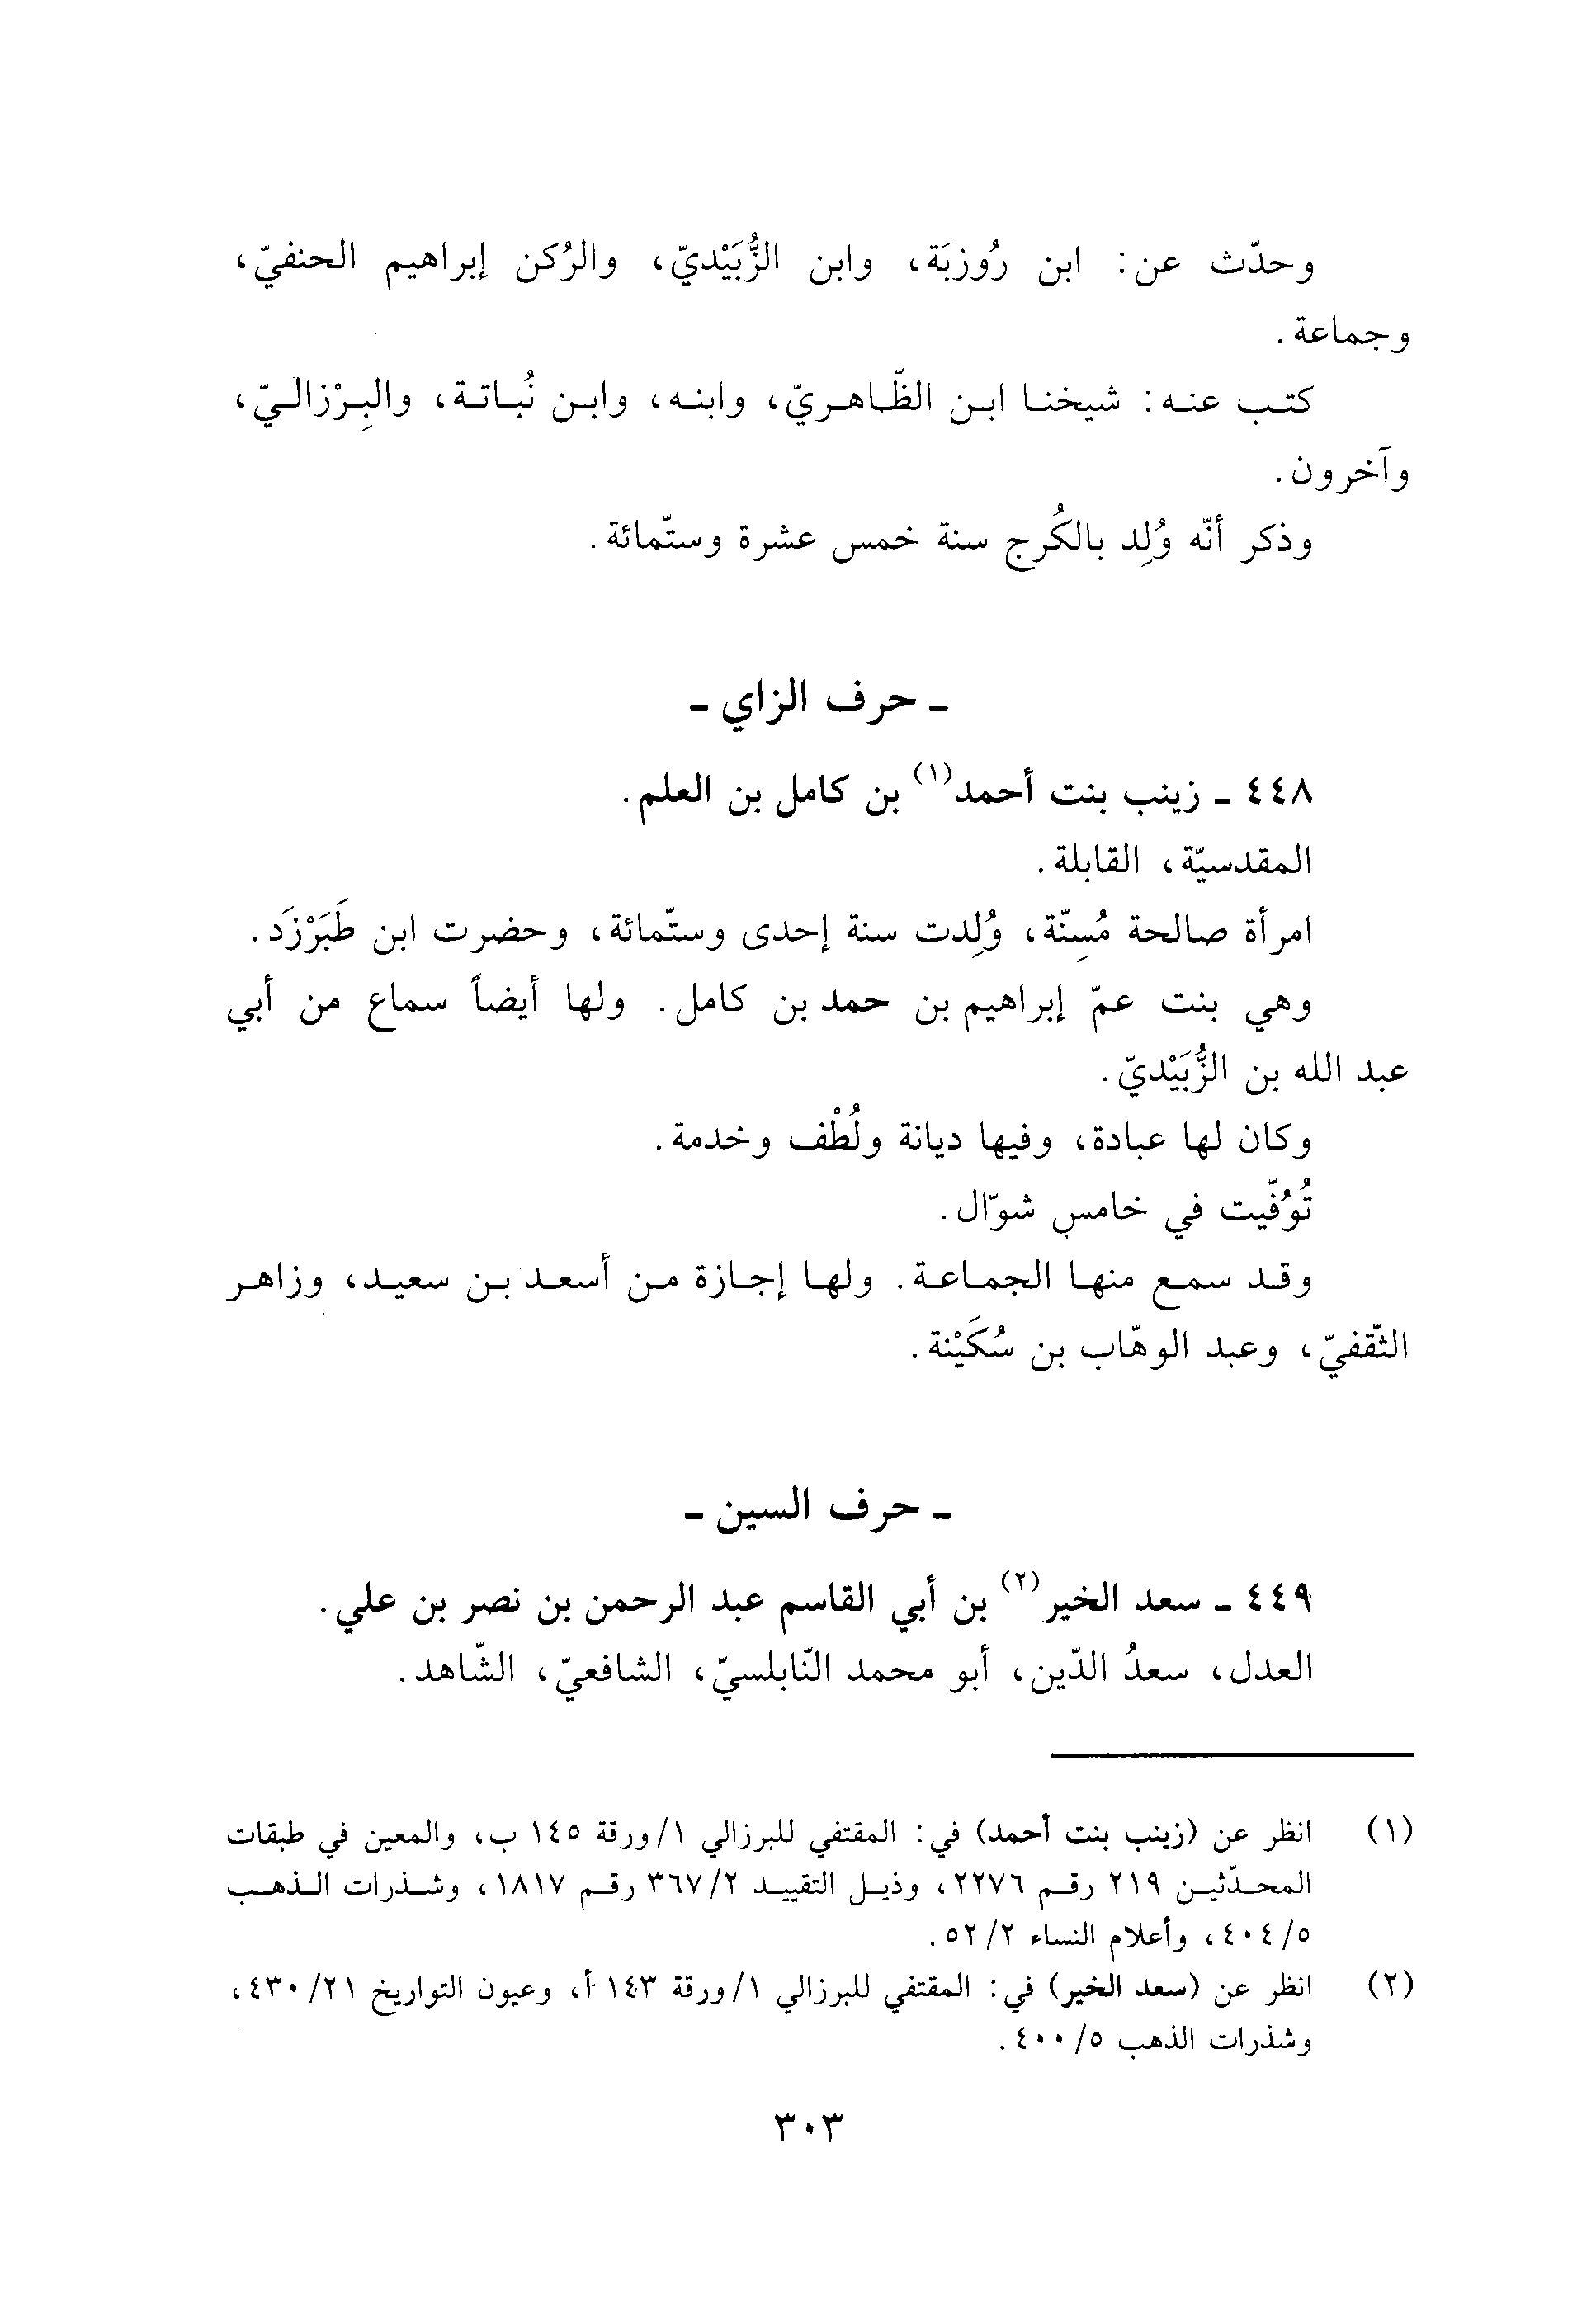 وحدّث عن: ابن رُوزبَة، وابن الزُّبَيْديّ، والرُكن إبراهيم الحنفيّ،
وجماعة.
كتب عنه: شيخنا ابن الظّاهريّ، وابنه، وابن نُباتة، والبِرْزاليّ،
وآخرون.
وذكر أنّه وُلِد بالكُرج سنة خمس عشرة وستّمائة.
ـ حرف الزاي ـ
٤٤٨ ـ زينب بنت أحمد(١) بن كامل بن العلم.
المقدسيّة، القابلة.
امرأة صالحة مُسِنّة، وُلِدت سنة إحدى وستّمائة، وحضرت ابن طَبَرْزَد.
وهي بنت عمّ إبراهيم بن حمد بن كامل. ولها أيضاً سماع من أبي
عبد الله بن الزُّبَيْديّ.
وكان لها عبادة، وفيها ديانة ولُطْف وخدمة.
تُوُفّيت في خامس شوّال.
وقد سمع منها الجماعة. ولها إجازة من أسعد بن سعيد، وزاهر
الثّقفيّ، وعبد الوهّاب بن سُكَيْنة.
ـ حرف السين ـ
٤٤٩ ـ سعد الخير(٢) بن أبي القاسم عبد الرحمن بن نصر بن علي.
العدل، سعدُ الدّين، أبو محمد النّابلسيّ، الشافعيّ، الشّاهد.
(١) انظر عن (زينب بنت أحمد) في: المقتفي للبرزالي ١/ورقة ١٤٥ ب، والمعين في طبقات
المحدّثين ٢١٩ رقم ٢٢٧٦، وذيل التقييد ٣٦٧/٢ رقم ١٨١٧، وشذرات الذهب
٤٠٤/٥، وأعلام النساء ٥٢/٢.
(٢) انظر عن (سعد الخير) في: المقتفي للبرزالي ١/ورقة ١٤٣ أ، وعيون التواريخ ٤٣٠/٢١،
وشذرات الذهب ٤٠٠/٥.
٣٠٣